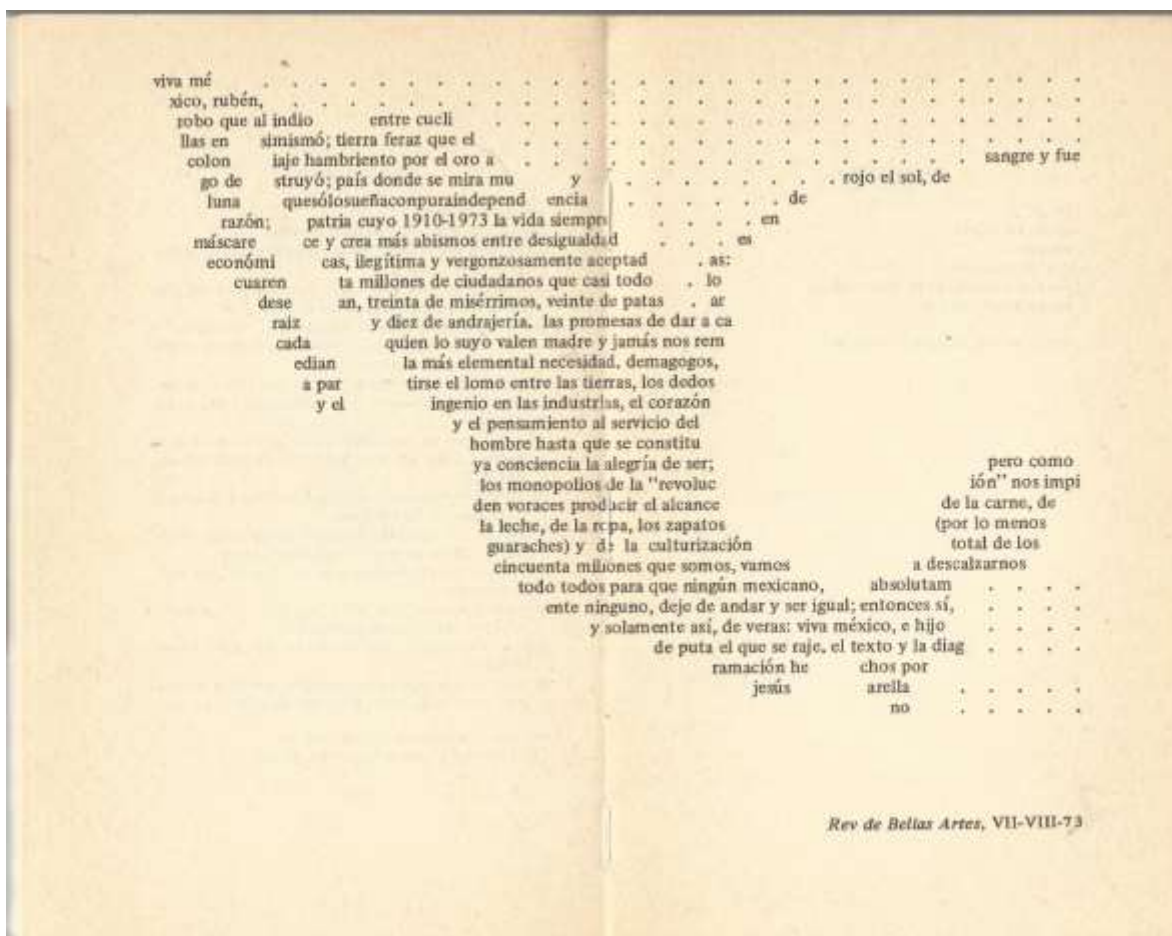 viva mé . . . . . . . . . . . . . . . . . . . . . . . . . . . . .
xico, rubén, . . . . . . . . . . . . . . . . . . . . . . . . . . . .
robo que al indio entre cucli . . . . . . . . . . . . . . . . . . . . .
llas en simismó; tierra feraz que el . . . . . . . . . . . . . . . . . . . .
colon iaje hambriento por el oro a . . . . . . . . . . . . . . . . sangre y fue
go de struyó; país donde se mira mu y . . . . . . . . . rojo el sol, de
luna quesólosueñaconpuraindepend encia . . . . . . de
razón; patria cuyo 1910-1973 la vida siempre . . . . . en
máscare ce y crea más abismos entre desigualdad . . . es
económi cas, ilegítima y vergonzosamente aceptad . as:
cuaren ta millones de ciudadanos que casi todo . lo
dese an, treinta de misérrimos, veinte de patas . ar
raiz y diez de andrajería. las promesas de dar a ca
cada quien lo suyo valen madre y jamás nos rem
edian la más elemental necesidad. demagogos,
a par tirse el lomo entre las tierras, los dedos
y el ingenio en las industrias, el corazón
y el pensamiento al servicio del
hombre hasta que se constitu
ya conciencia la alegría de ser; pero como
los monopolios de la "revoluc ión" nos impi
den voraces producir el alcance de la carne, de
la leche, de la ropa, los zapatos (por lo menos
guaraches) y de la culturización total de los
cincuenta millones que somos, vamos a descalzarnos
todo todos para que ningún mexicano, absolutam . . . .
ente ninguno, deje de andar y ser igual; entonces sí, . . . .
y solamente así, de veras: viva méxico, e hijo . . . .
de puta el que se raje. el texto y la diag . . . .
ramación he chos por
jesús arella . . . . .
no . . . . .
Rev de Bellas Artes, VII-VIII-73